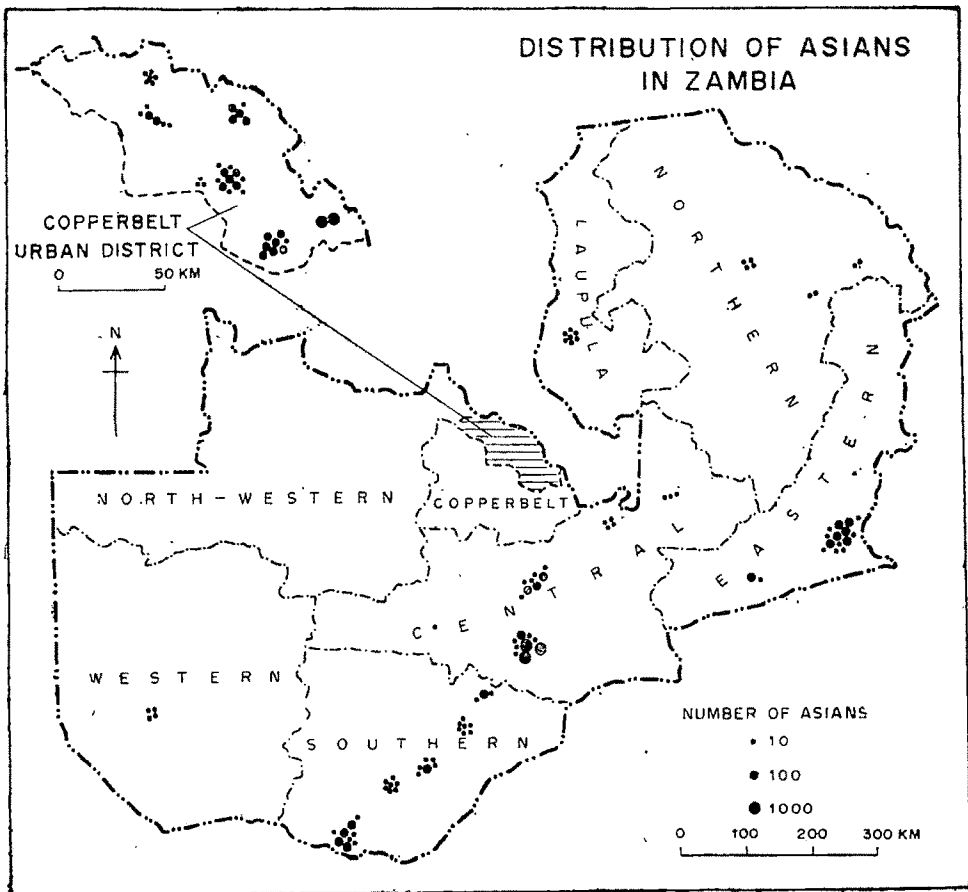 DISTRIBUTION OF ASIANS
IN ZAMBIA
COPPERBELT
URBAN DISTRICT
0 50 KM
N
LAUPULA
NORTHERN
EASTERN
NORTH-WESTERN
COPPERBELT
CENTRAL
WESTERN
SOUTHERN
NUMBER OF ASIANS
10
100
1000
0 100 200 300 KM